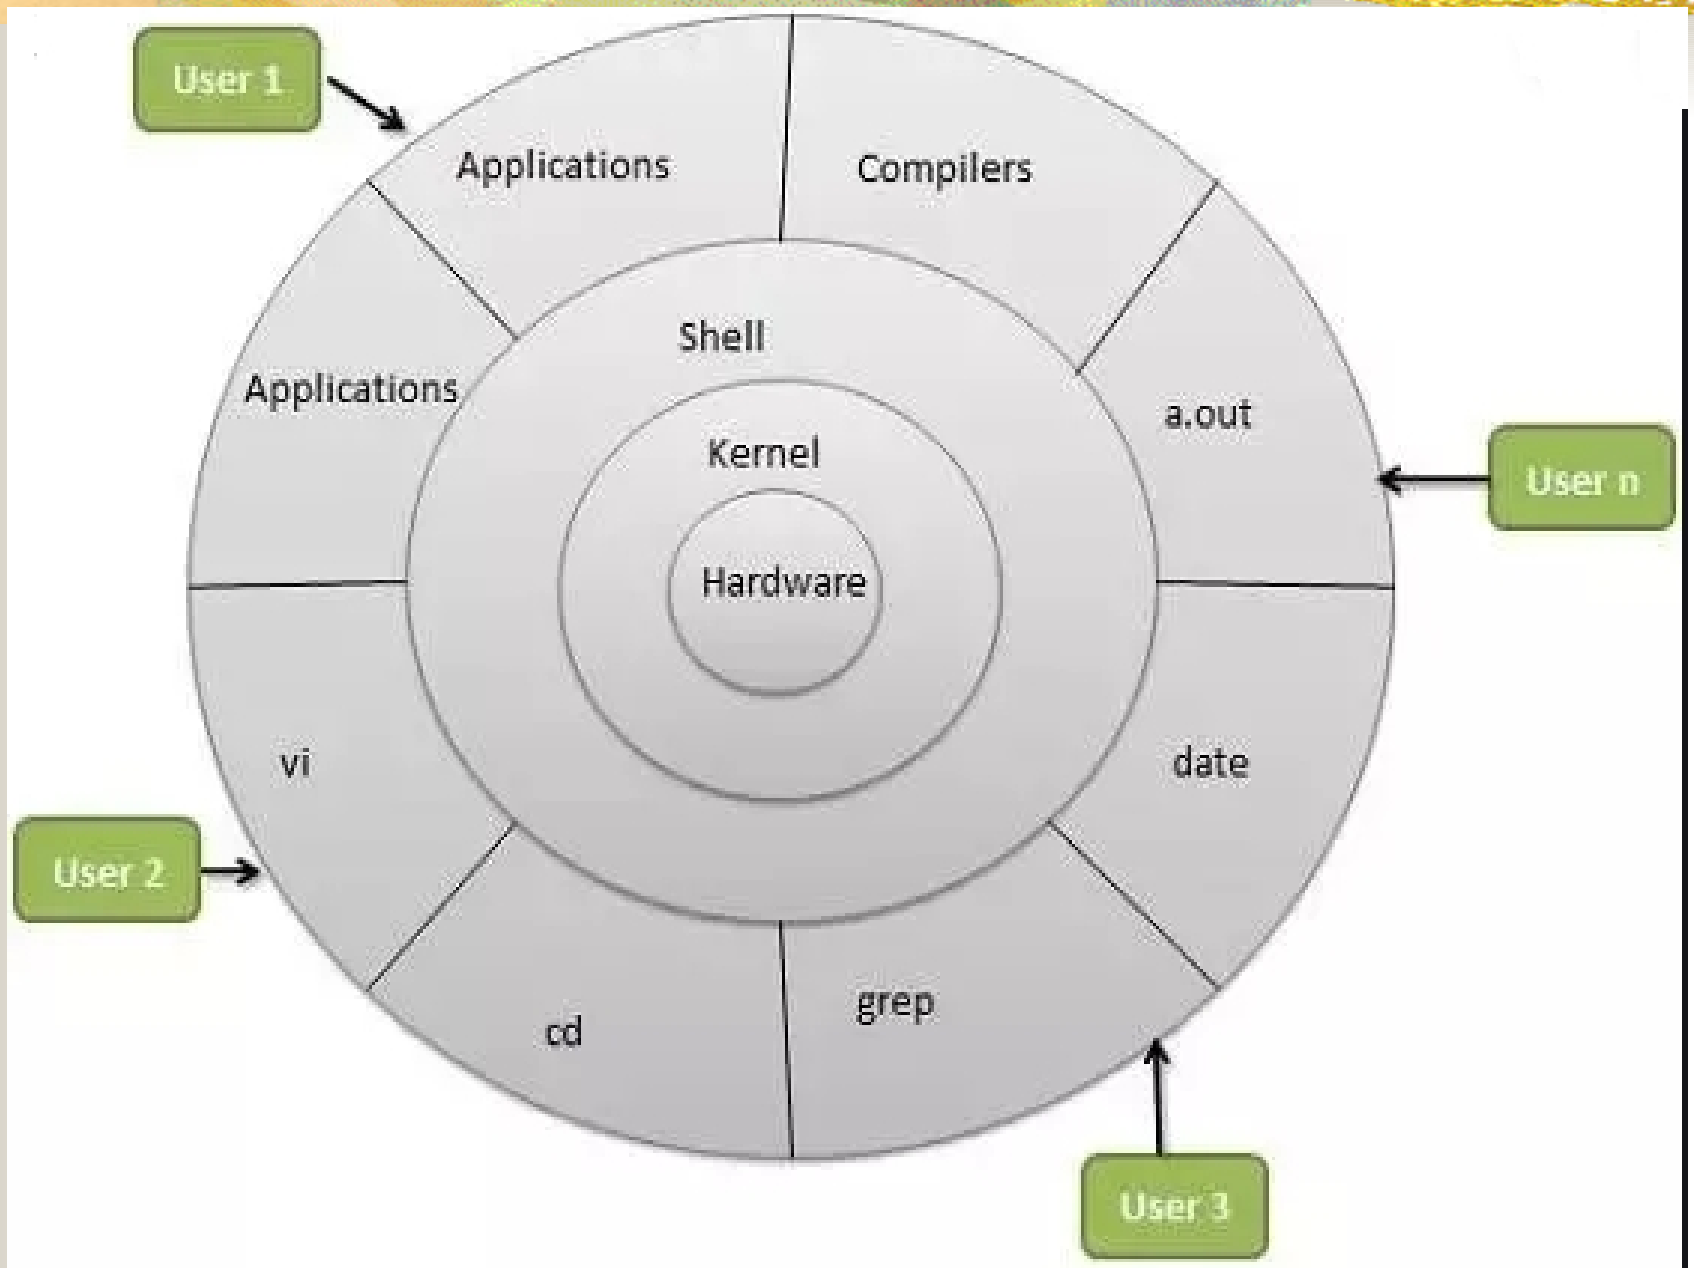 User 1
Applications
Compilers
Shell
Applications
a.out
Kernel
User n
Hardware
vi
date
User 2
grep
cd
User 3